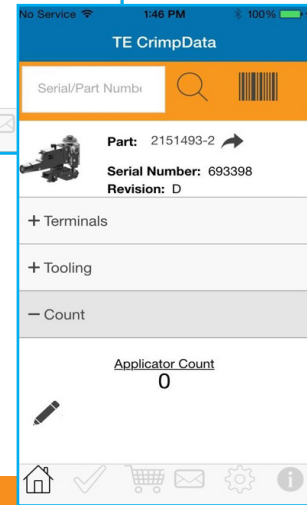 No Service 1:46 PM 100%
TE CrimpData
Serial/Part Numb
Part: 2151493-2
Serial Number: 693398
Revision: D
+ Terminals
+ Tooling
− Count
Applicator Count
0